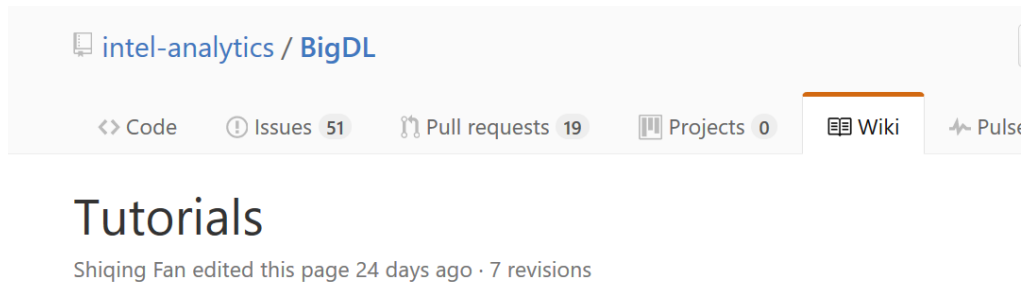 intel-analytics / BigDL
Code Issues 51 Pull requests 19 Projects 0 Wiki Pulse
Tutorials
Shiqing Fan edited this page 24 days ago · 7 revisions